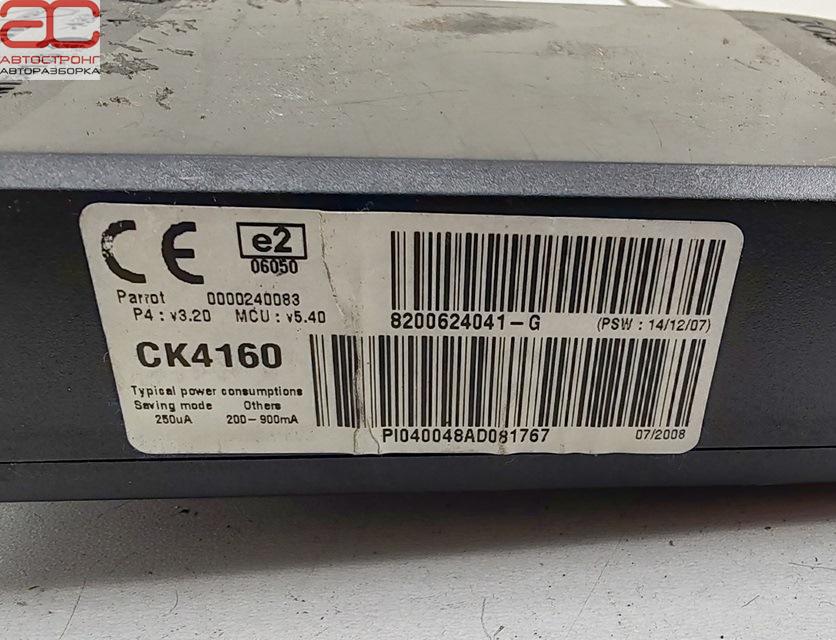 АС
АВТОСТРОНГ
АВТОРАЗБОРКА
CE
e2
06050
Parrot 0000240083
P4 : v3.20 MCU : v5.40
8200624041-G (PSW : 14/12/07)
CK4160
Typical power consumptions
Saving mode Others
250uA 200-900mA
PI040048AD081767 07/2008